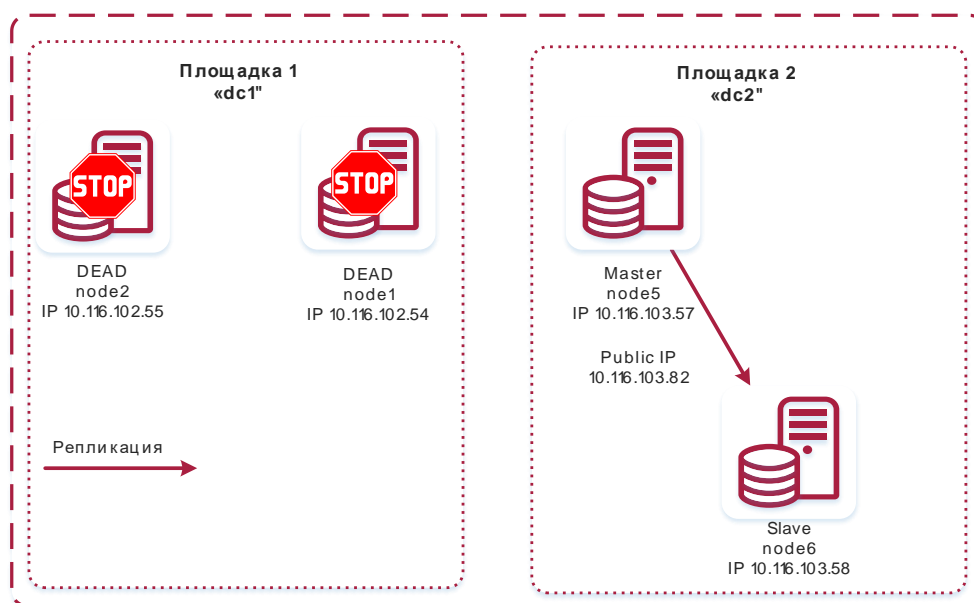 Площадка 1
«dc1"
Площадка 2
«dc2"
STOP
STOP
DEAD
node2
IP 10.116.102.55
DEAD
node1
IP 10.116.102.54
Master
node5
IP 10.116.103.57
Public IP
10.116.103.82
Репликация
Slave
node6
IP 10.116.103.58